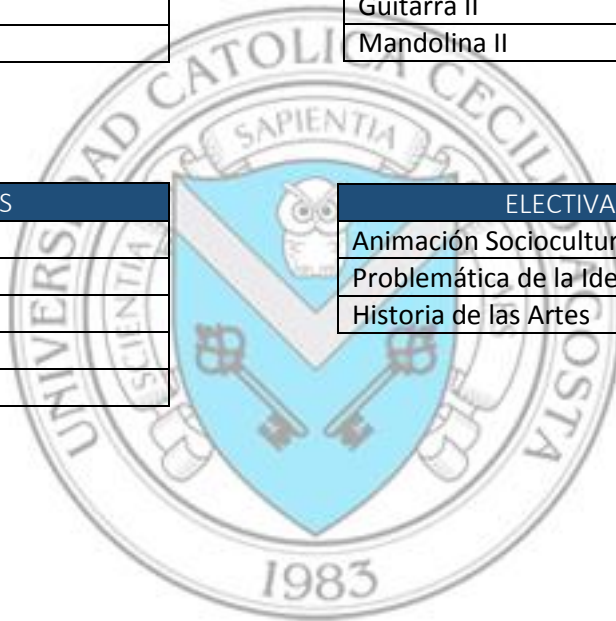 Guitarra II
Mandolina II
UNIVERSIDAD CATOLICA CECILIO ACOSTA
SAPIENTIA
S
ELECTIVA
Animación Sociocultur
Problemática de la Ide
Historia de las Artes
SCIENTIA
1983